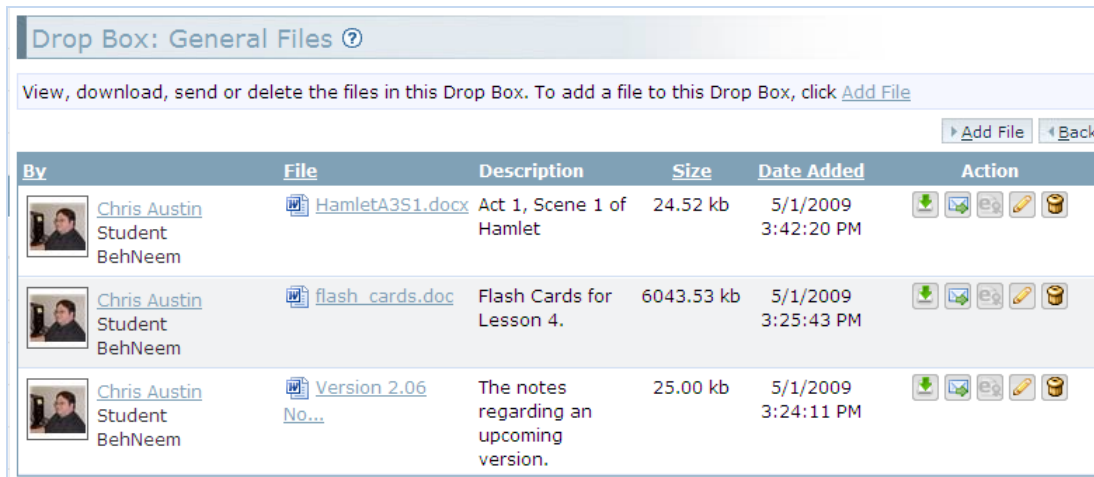 Drop Box: General Files ?
View, download, send or delete the files in this Drop Box. To add a file to this Drop Box, click Add File
Add File Back
By File Description Size Date Added Action
Chris Austin HamletA3S1.docx Act 1, Scene 1 of 24.52 kb 5/1/2009
Student Hamlet 3:42:20 PM
BehNeem
Chris Austin flash_cards.doc Flash Cards for 6043.53 kb 5/1/2009
Student Lesson 4. 3:25:43 PM
BehNeem
Chris Austin Version 2.06 The notes 25.00 kb 5/1/2009
Student No... regarding an 3:24:11 PM
BehNeem upcoming
version.